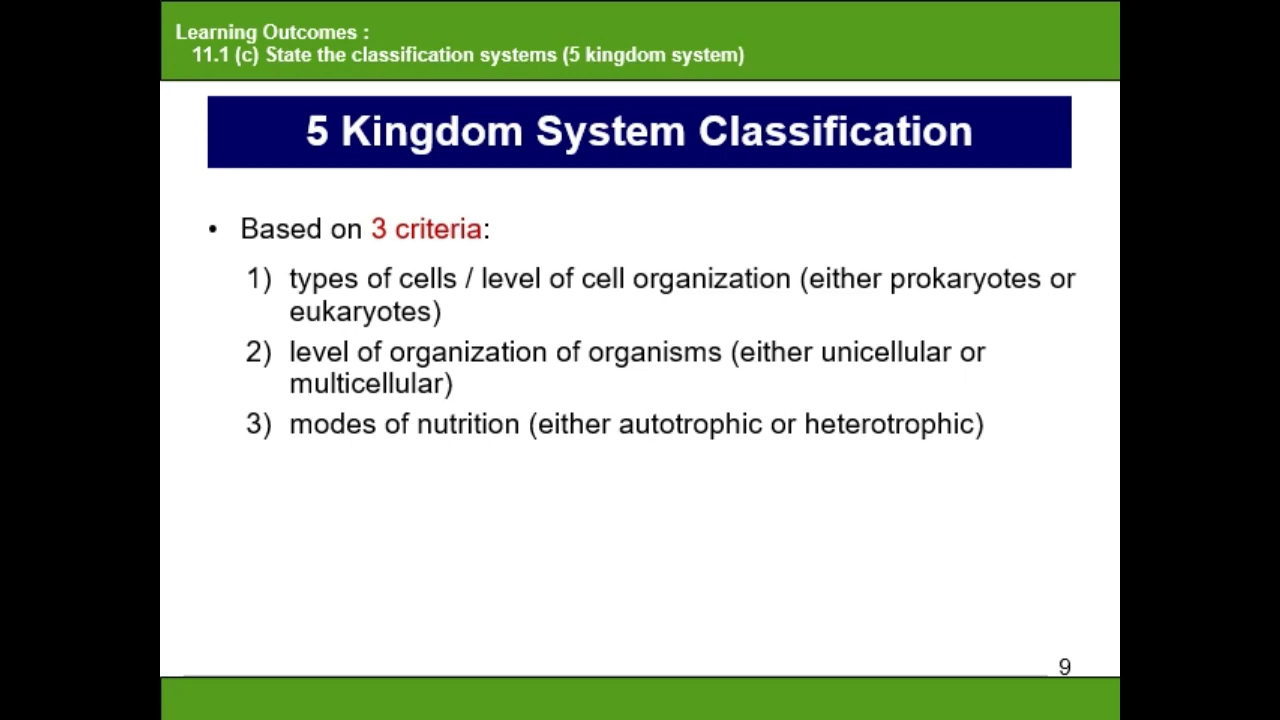 Learning Outcomes :
11.1 (c) State the classification systems (5 kingdom system)
5 Kingdom System Classification
• Based on 3 criteria:
1) types of cells / level of cell organization (either prokaryotes or
eukaryotes)
2) level of organization of organisms (either unicellular or
multicellular)
3) modes of nutrition (either autotrophic or heterotrophic)
9